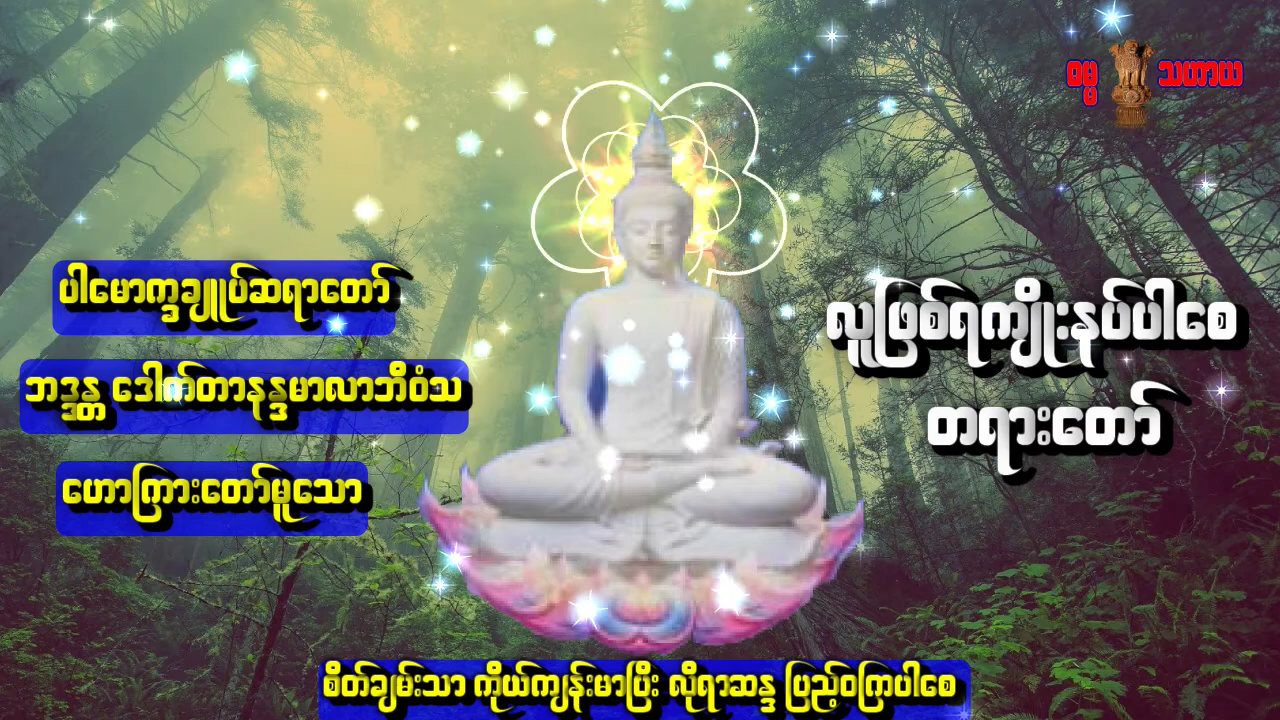 ဓမ္မ သဟာယ
ပါမောက္ခချုပ်ဆရာတော်
ဘဒ္ဒန္တ ဒေါက်တာနန္ဒမာလာဘိဝံသ
ဟောကြားတော်မူသော
လူဖြစ်ရကျိုးနပ်ပါစေ
တရားတော်
စိတ်ချမ်းသာ ကိုယ်ကျန်းမာပြီး လိုရာဆန္ဒ ပြည့်ဝကြပါစေ